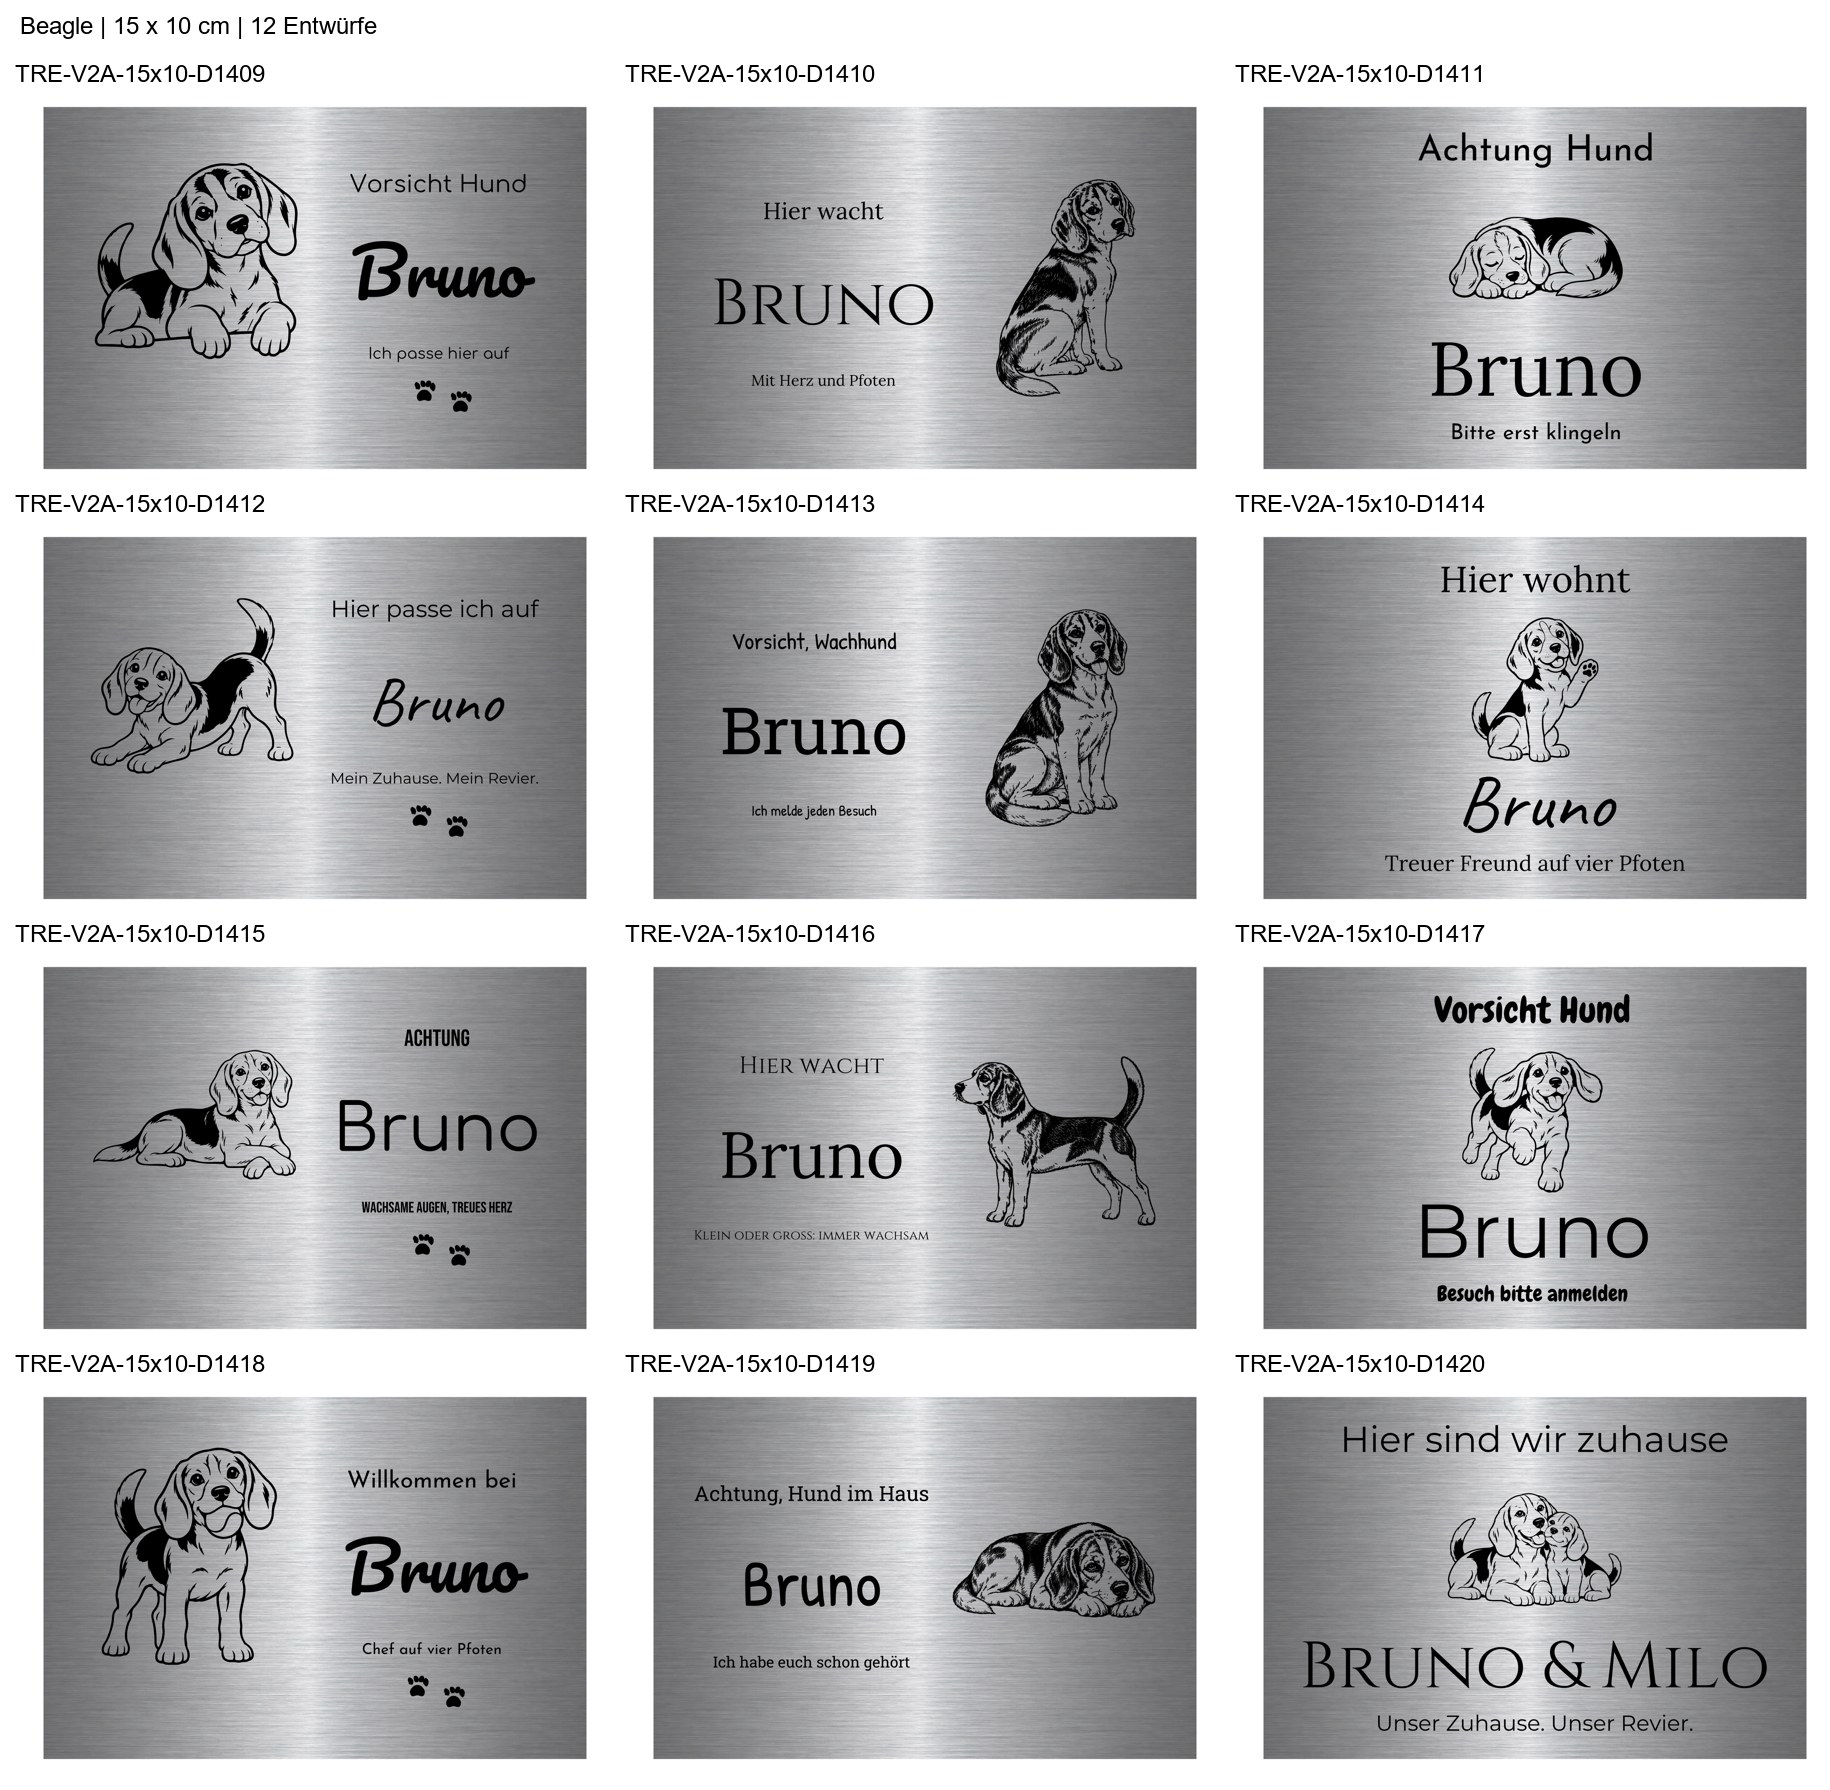 Beagle | 15 x 10 cm | 12 Entwürfe
TRE-V2A-15x10-D1409
Vorsicht Hund
Bruno
Ich passe hier auf
TRE-V2A-15x10-D1410
Hier wacht
BRUNO
Mit Herz und Pfoten
TRE-V2A-15x10-D1411
Achtung Hund
Bruno
Bitte erst klingeln
TRE-V2A-15x10-D1412
Hier passe ich auf
Bruno
Mein Zuhause. Mein Revier.
TRE-V2A-15x10-D1413
Vorsicht, Wachhund
Bruno
Ich melde jeden Besuch
TRE-V2A-15x10-D1414
Hier wohnt
Bruno
Treuer Freund auf vier Pfoten
TRE-V2A-15x10-D1415
ACHTUNG
Bruno
WACHSAME AUGEN, TREUES HERZ
TRE-V2A-15x10-D1416
HIER WACHT
Bruno
KLEIN ODER GROSS: IMMER WACHSAM
TRE-V2A-15x10-D1417
Vorsicht Hund
Bruno
Besuch bitte anmelden
TRE-V2A-15x10-D1418
Willkommen bei
Bruno
Chef auf vier Pfoten
TRE-V2A-15x10-D1419
Achtung, Hund im Haus
Bruno
Ich habe euch schon gehört
TRE-V2A-15x10-D1420
Hier sind wir zuhause
BRUNO & MILO
Unser Zuhause. Unser Revier.